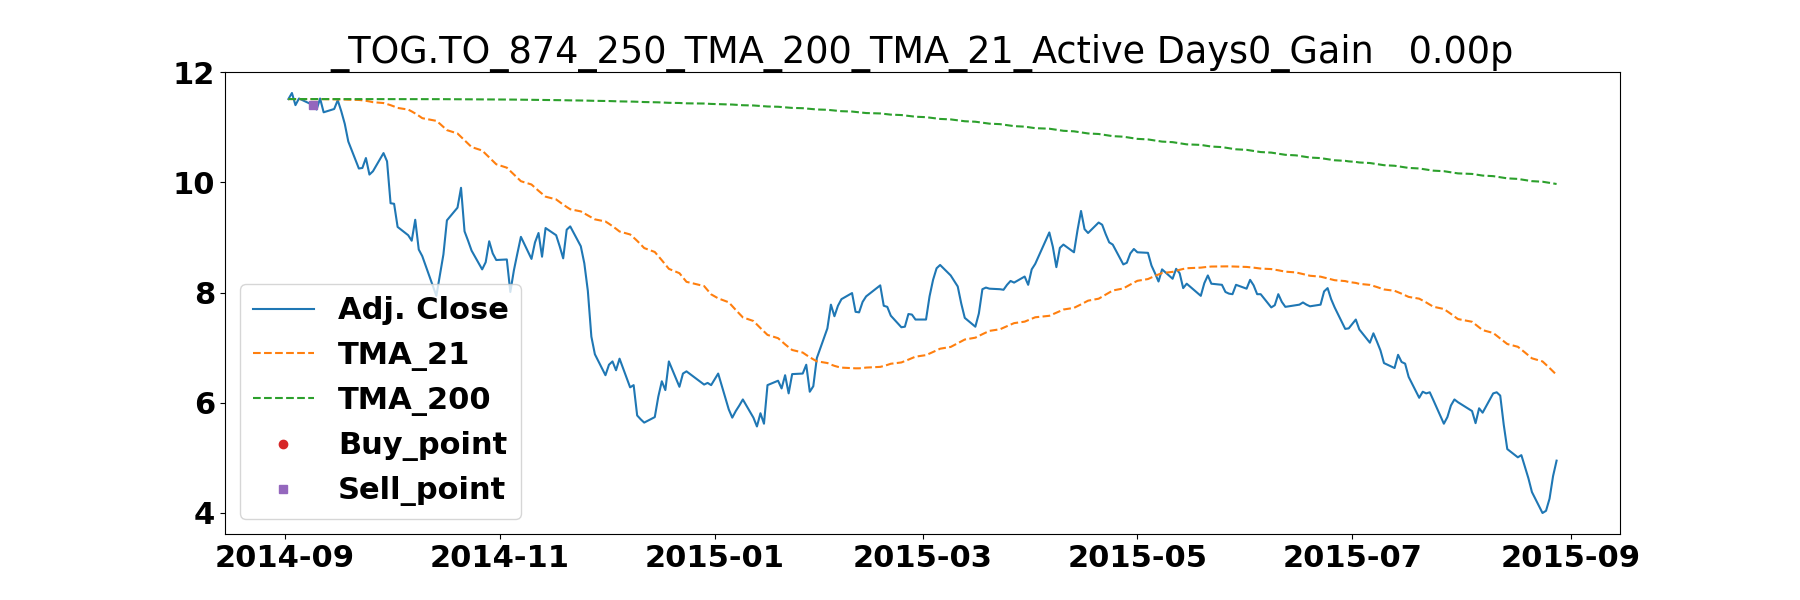 _TOG.TO_874_250_TMA_200_TMA_21_Active Days0_Gain   0.00p
12
10
8
6
4
Adj. Close
TMA_21
TMA_200
Buy_point
Sell_point
2014-09 2014-11 2015-01 2015-03 2015-05 2015-07 2015-09